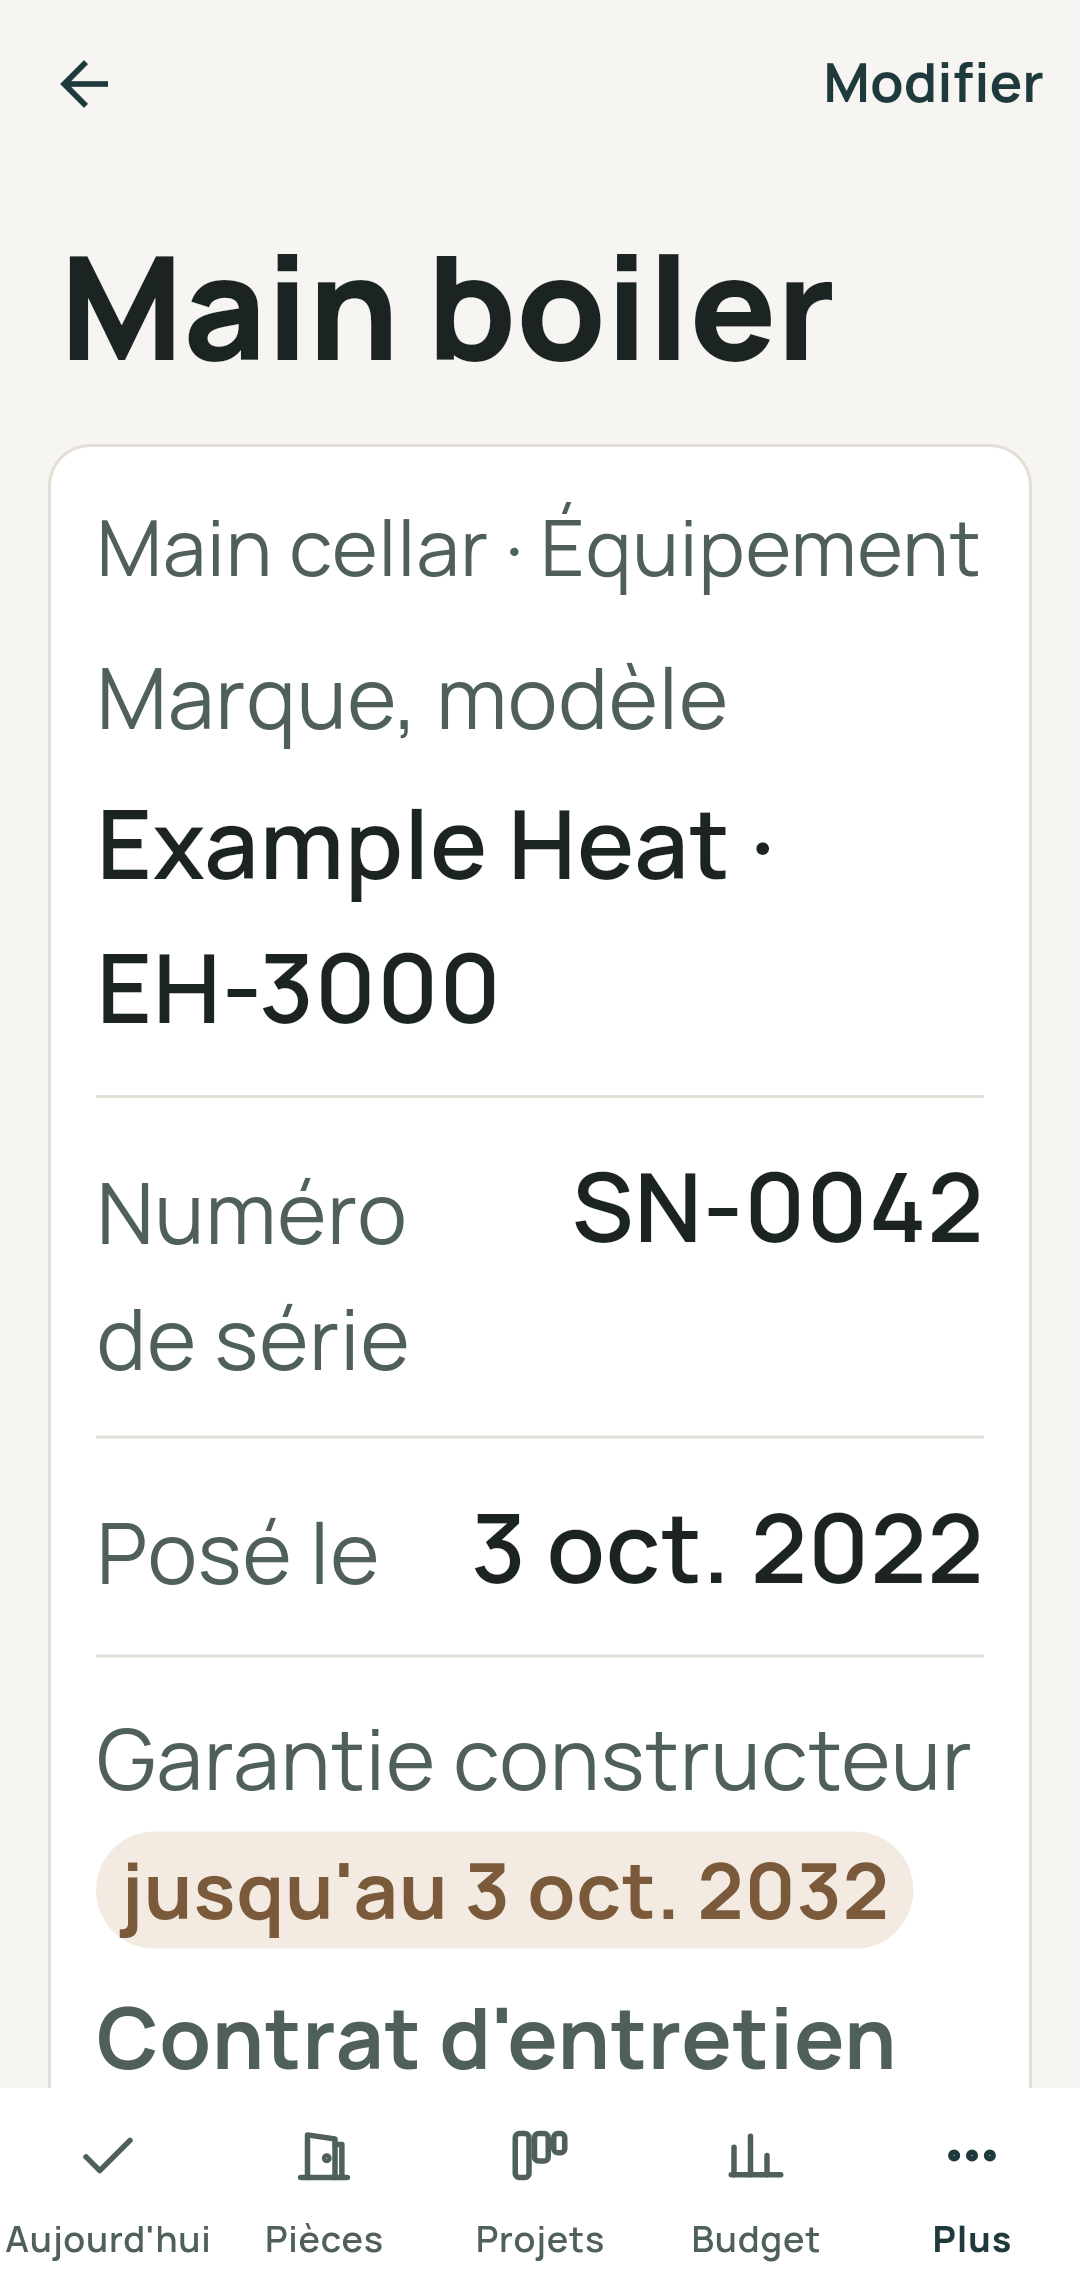 Modifier
Main boiler
Main cellar · Équipement
Marque, modèle
Example Heat ·
EH-3000
Numéro
de série
SN-0042
Posé le
3 oct. 2022
Garantie constructeur
jusqu'au 3 oct. 2032
Contrat d'entretien
Aujourd'hui
Pièces
Projets
Budget
Plus